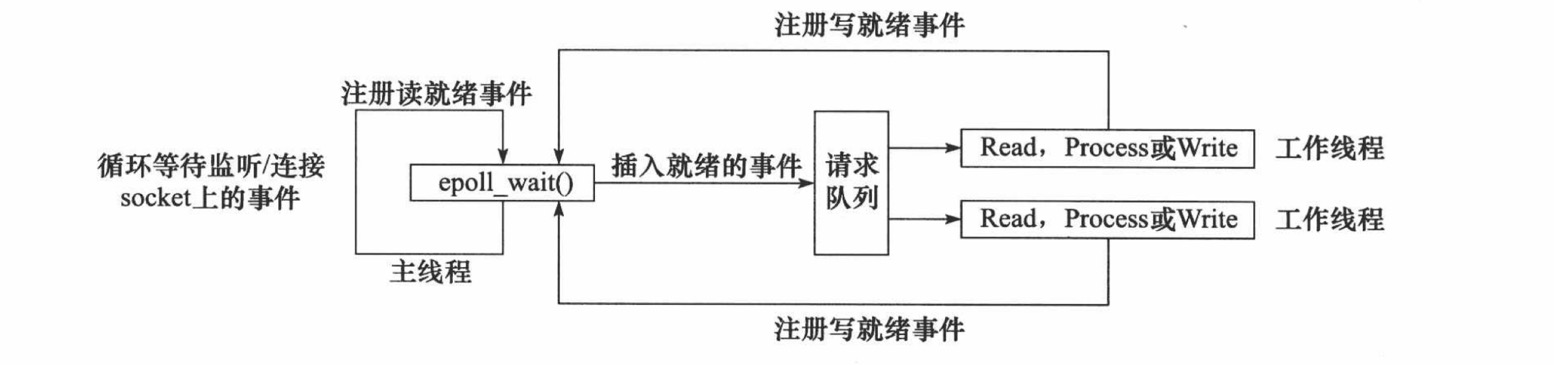 注册写就绪事件
注册读就绪事件
循环等待监听/连接
socket上的事件
epoll_wait()
插入就绪的事件
请求
队列
Read，Process或Write
工作线程
Read，Process或Write
工作线程
主线程
注册写就绪事件